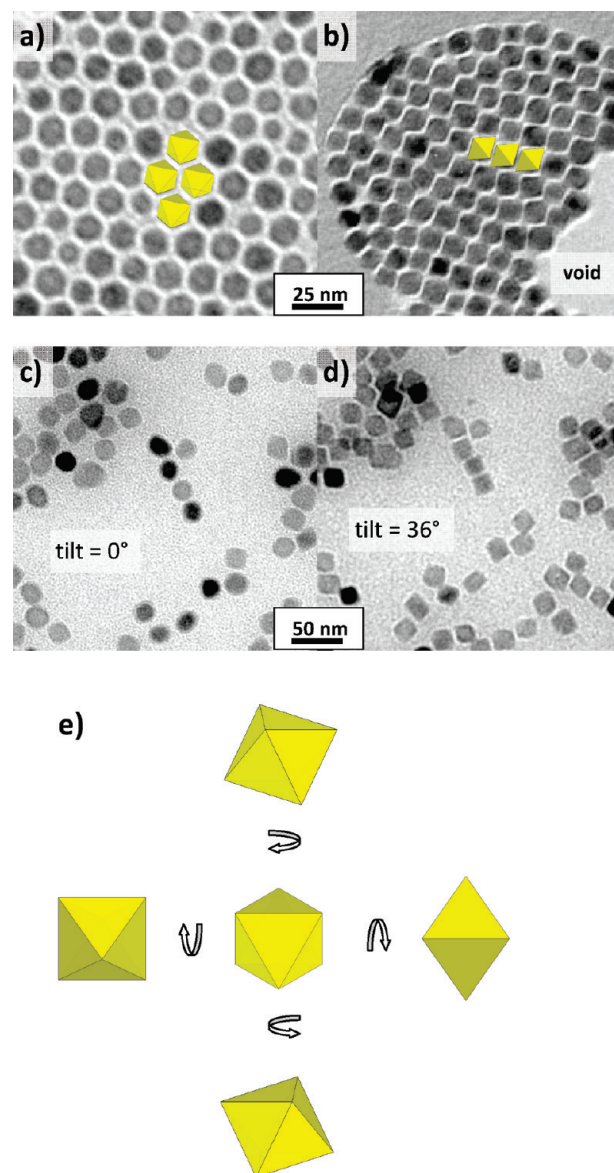 a)
b)
void
25 nm
c)
d)
tilt = 0°
tilt = 36°
50 nm
e)